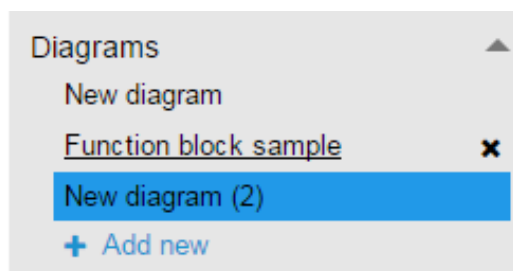 Diagrams
New diagram
Function block sample
New diagram (2)
+ Add new